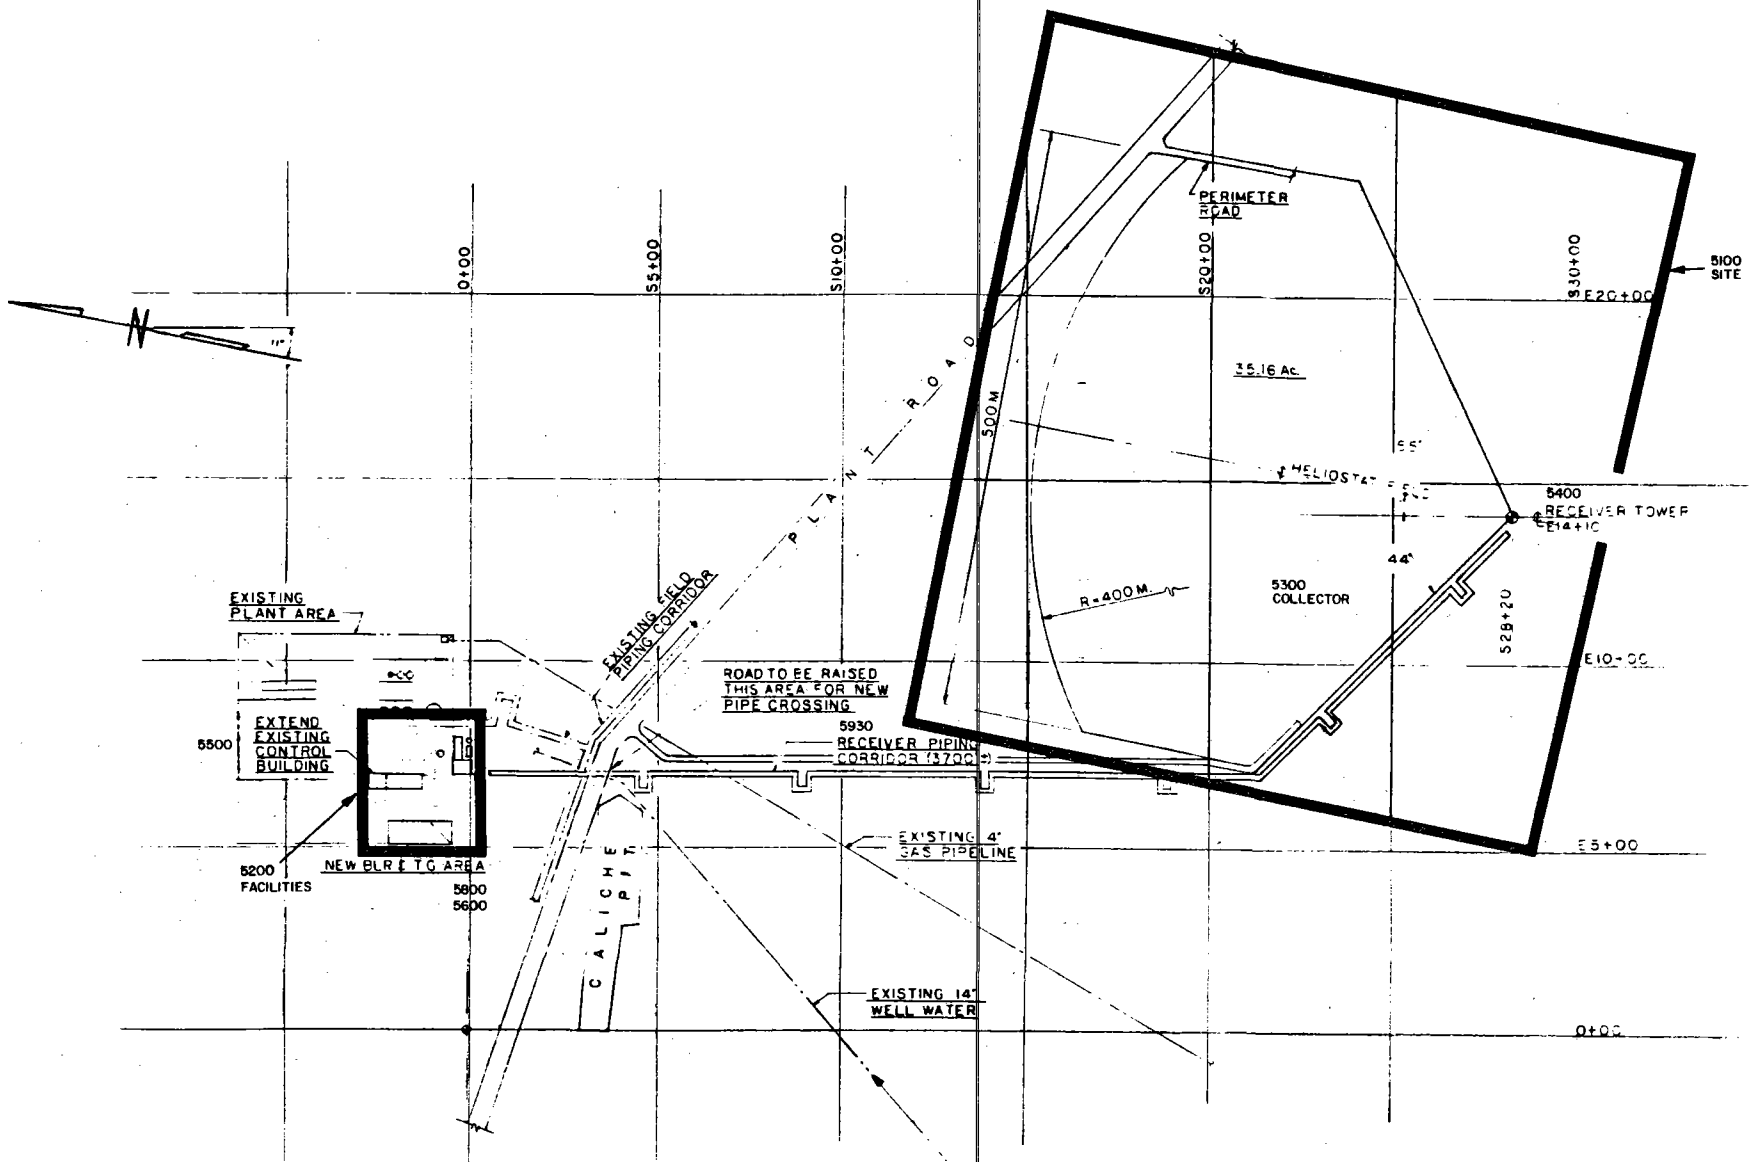 PERIMETER
ROAD
0+00
S5+00
S10+00
S20+00
S30+00
5100
SITE
E20+00
N
11°
PLANT ROAD
35.16 Ac.
500M
55°
℄ HELIOSTAT FIELD
5400
RECEIVER TOWER
E14+10
44°
5300
COLLECTOR
R=400M.
S28+20
EXISTING
PLANT AREA
EXISTING FIELD
PIPING CORRIDOR
ROAD TO BE RAISED
THIS AREA FOR NEW
PIPE CROSSING
E10+00
5930
RECEIVER PIPING
CORRIDOR (3700'±)
5500
EXTEND
EXISTING
CONTROL
BUILDING
EXISTING 4"
GAS PIPELINE
E5+00
5200
FACILITIES
NEW BLR & TG AREA
5800
5600
CALICHE
PIT
EXISTING 14"
WELL WATER
0+00